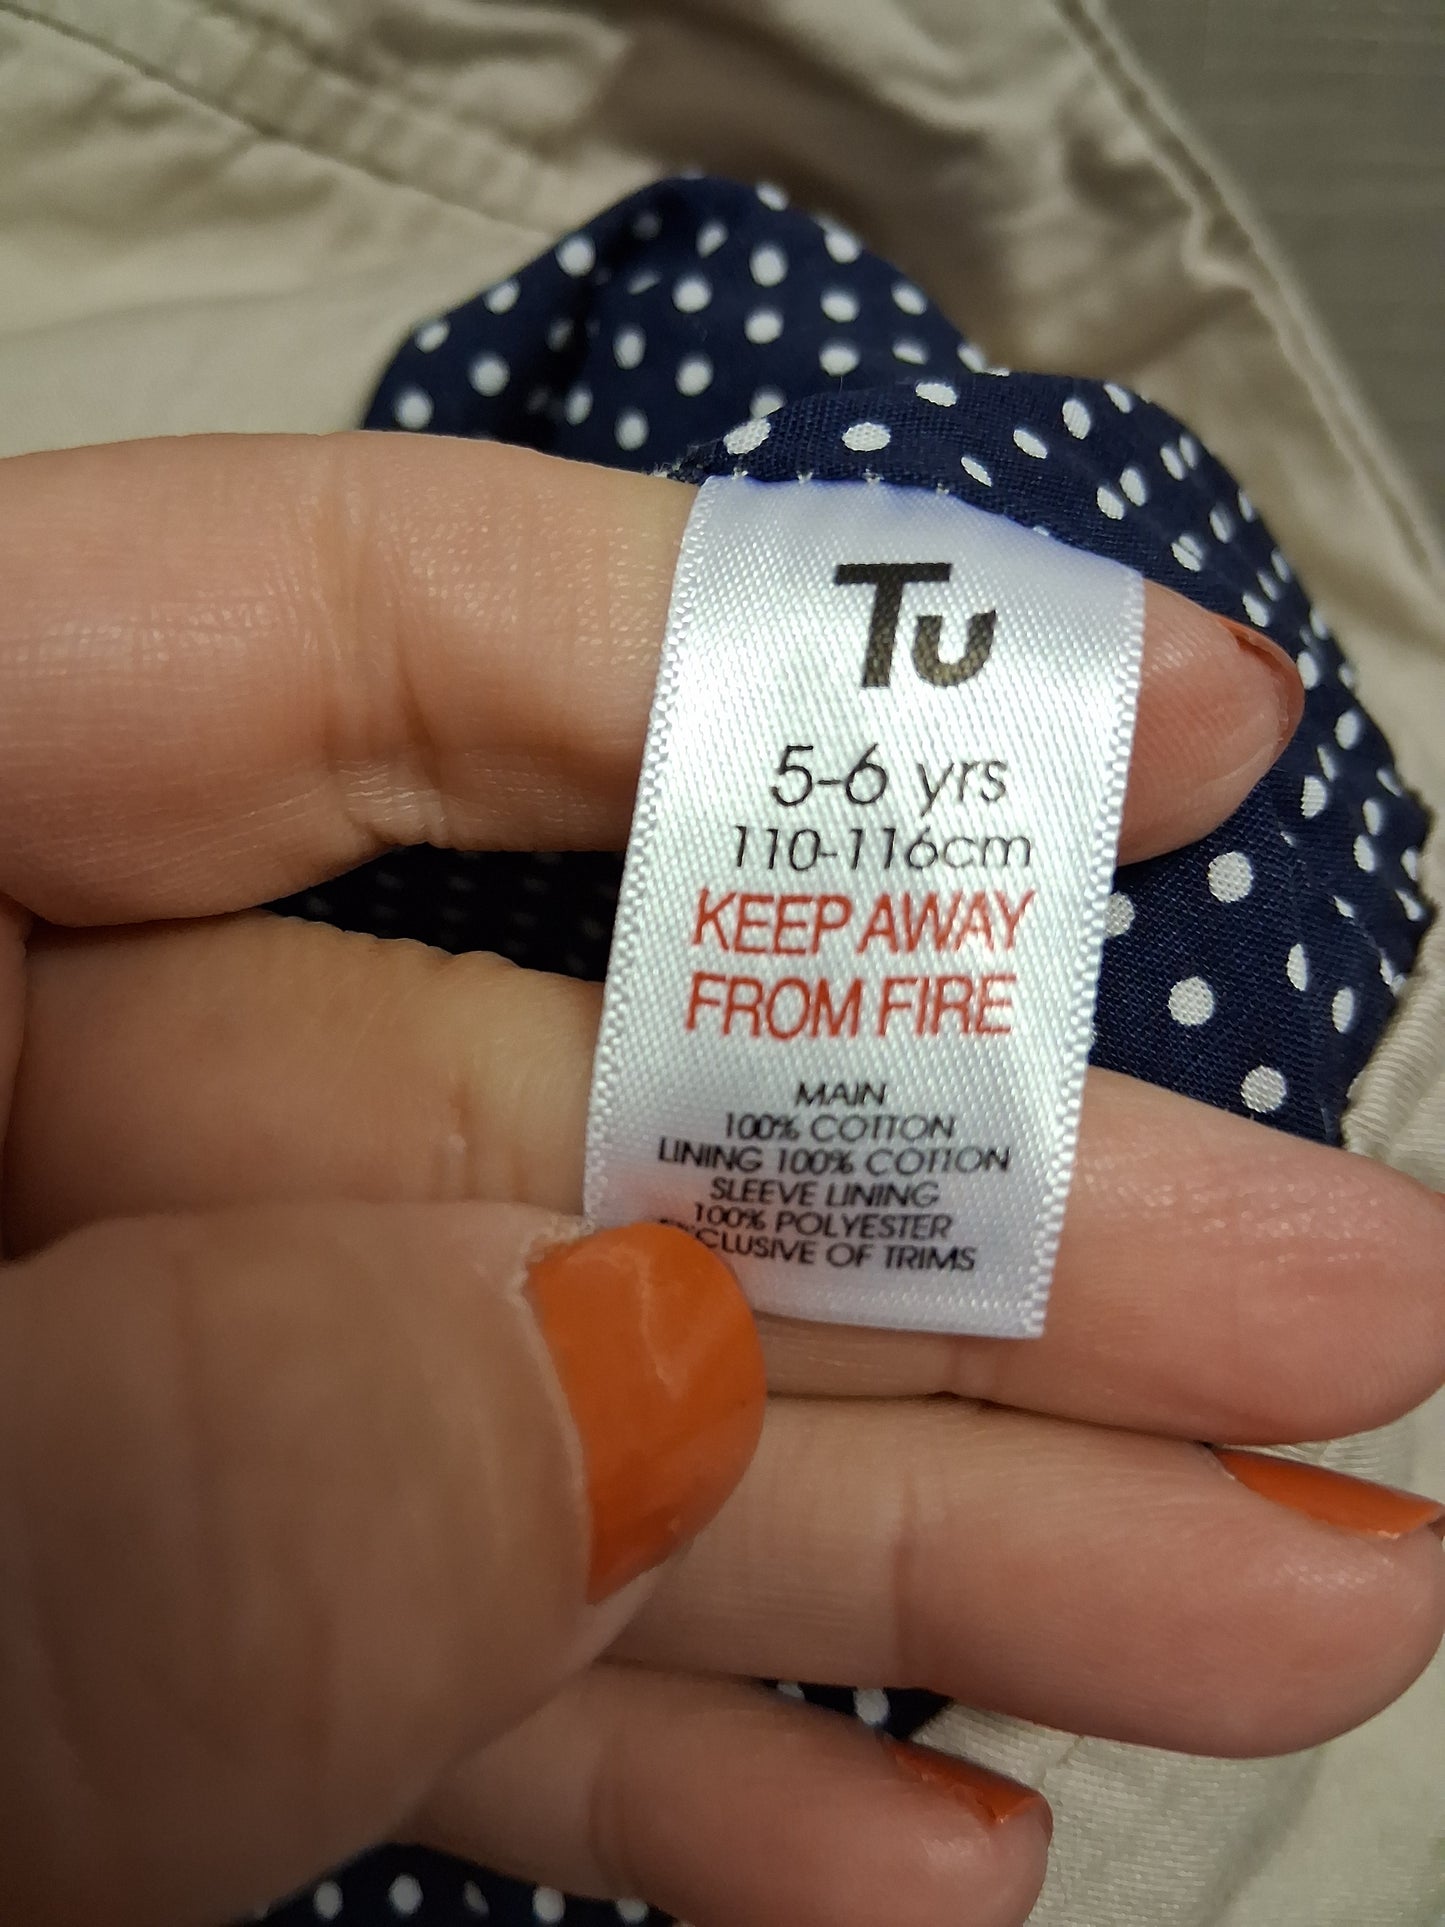 Tu
5-6 yrs
110-116cm
KEEP AWAY
FROM FIRE
MAIN
100% COTTON
LINING 100% COTTON
SLEEVE LINING
100% POLYESTER
OF TRIMS